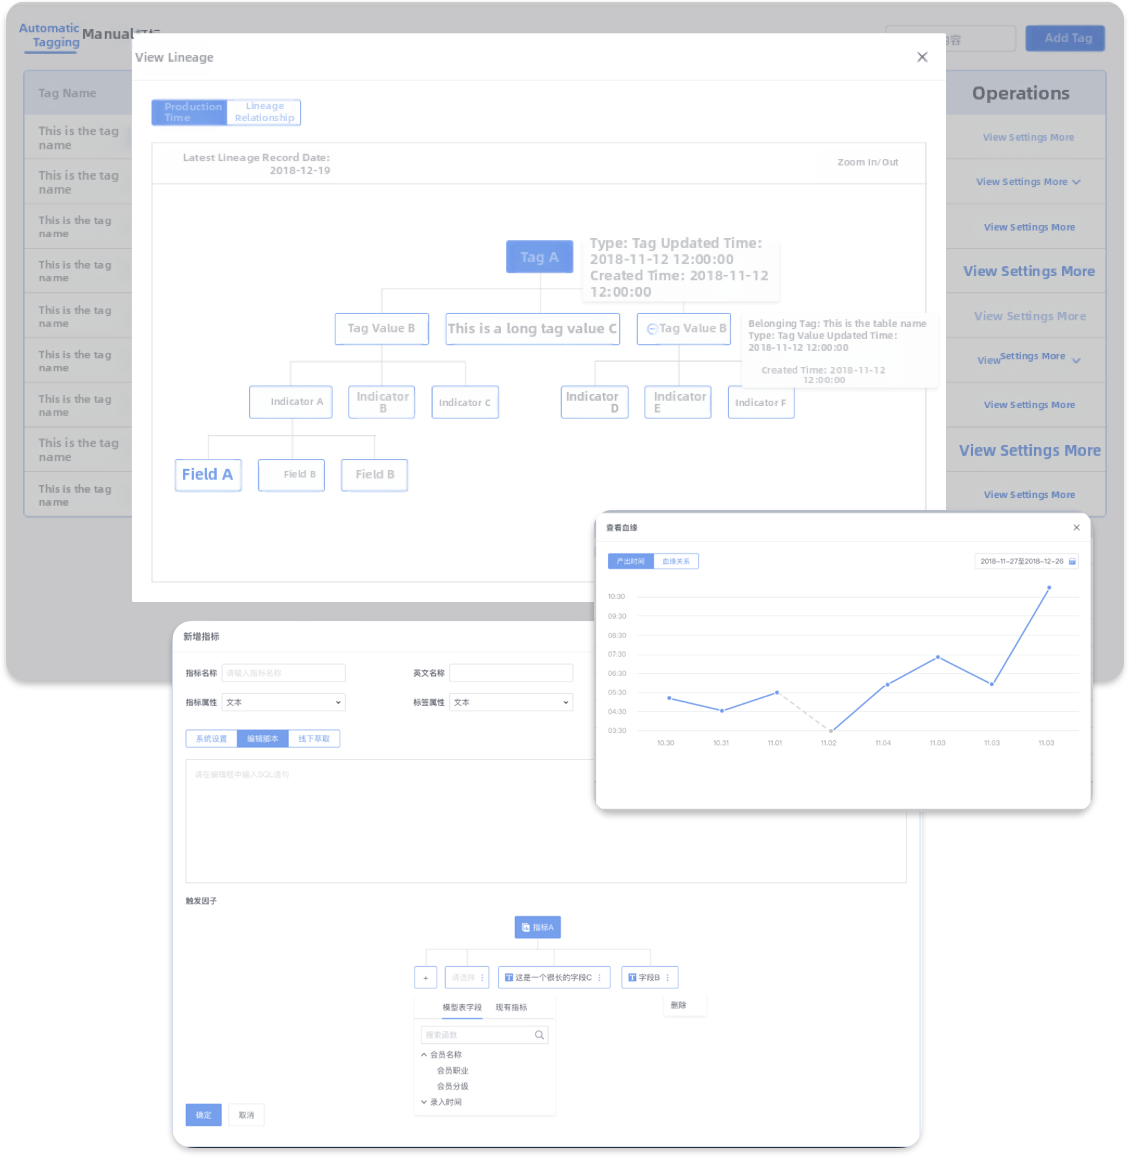 Automatic
Tagging
Manual
容
Add Tag
Tag Name
Operations
This is the tag
name
View Settings More
This is the tag
name
View Settings More
This is the tag
name
View Settings More
This is the tag
name
View Settings More
This is the tag
name
View Settings More
This is the tag
name
View Settings More
This is the tag
name
View Settings More
This is the tag
name
View Settings More
This is the tag
name
View Settings More
View Lineage
Production
Time
Lineage
Relationship
Latest Lineage Record Date:
2018-12-19
Zoom In/Out
Tag A
Type: Tag Updated Time:
2018-11-12 12:00:00
Created Time: 2018-11-12
12:00:00
Tag Value B
This is a long tag value C
Tag Value B
Belonging Tag: This is the table name
Type: Tag Value Updated Time:
2018-11-12 12:00:00
Created Time: 2018-11-12
12:00:00
Indicator A
Indicator
B
Indicator C
Indicator
D
Indicator
E
Indicator F
Field A
Field B
Field B
查看血缘
产出时间
血缘关系
2018-11-27至2018-12-26
10:30
09:30
08:30
07:30
06:30
05:30
04:30
03:30
10.30
10.31
11.01
11.02
11.04
11.03
11.03
11.03
新增指标
指标名称
请输入指标名称
英文名称
指标属性
文本
标签属性
文本
系统设置
编辑脚本
线下萃取
请在编辑框中输入SQL语句
触发因子
指标A
+
请选择
这是一个很长的字段C
字段B
模型表字段
现有指标
删除
搜索函数
会员名称
会员职业
会员分级
录入时间
确定
取消